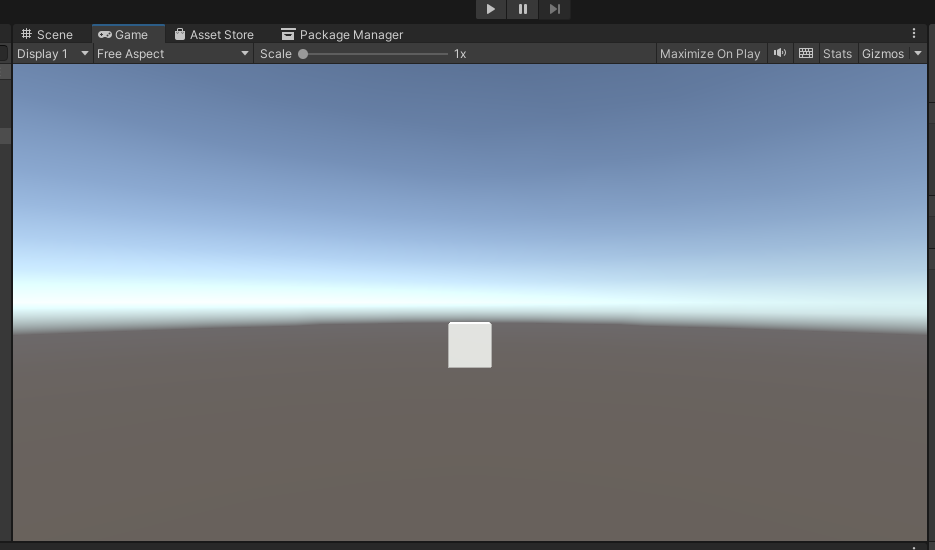 Scene Game Asset Store Package Manager
Display 1 Free Aspect Scale 1x Maximize On Play Stats Gizmos